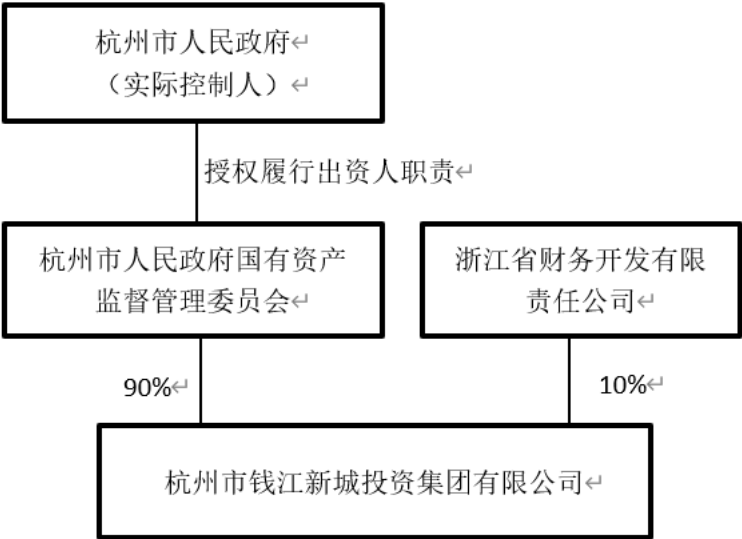 杭州市人民政府↵
（实际控制人）↵
授权履行出资人职责↵
杭州市人民政府国有资产
监督管理委员会↵
浙江省财务开发有限
责任公司↵
90%↵
10%↵
杭州市钱江新城投资集团有限公司↵